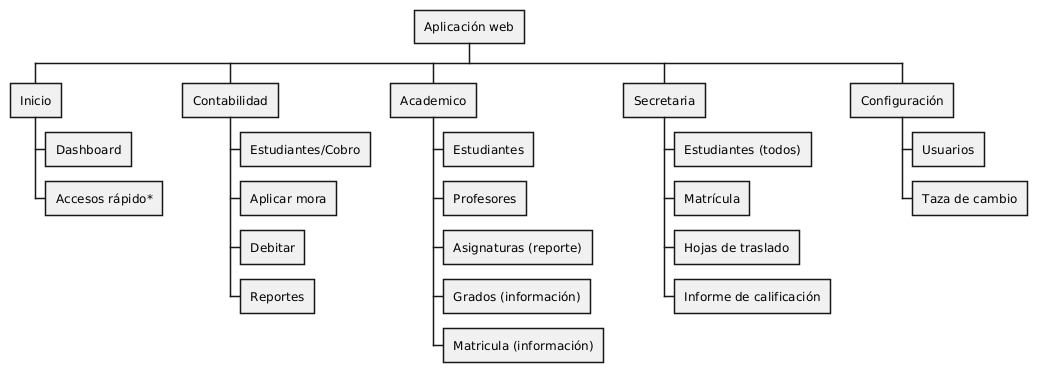 Aplicación web
Inicio
Contabilidad
Academico
Secretaria
Configuración
Dashboard
Estudiantes/Cobro
Estudiantes
Estudiantes (todos)
Usuarios
Accesos rápido*
Aplicar mora
Profesores
Matrícula
Taza de cambio
Debitar
Asignaturas (reporte)
Hojas de traslado
Reportes
Grados (información)
Informe de calificación
Matricula (información)